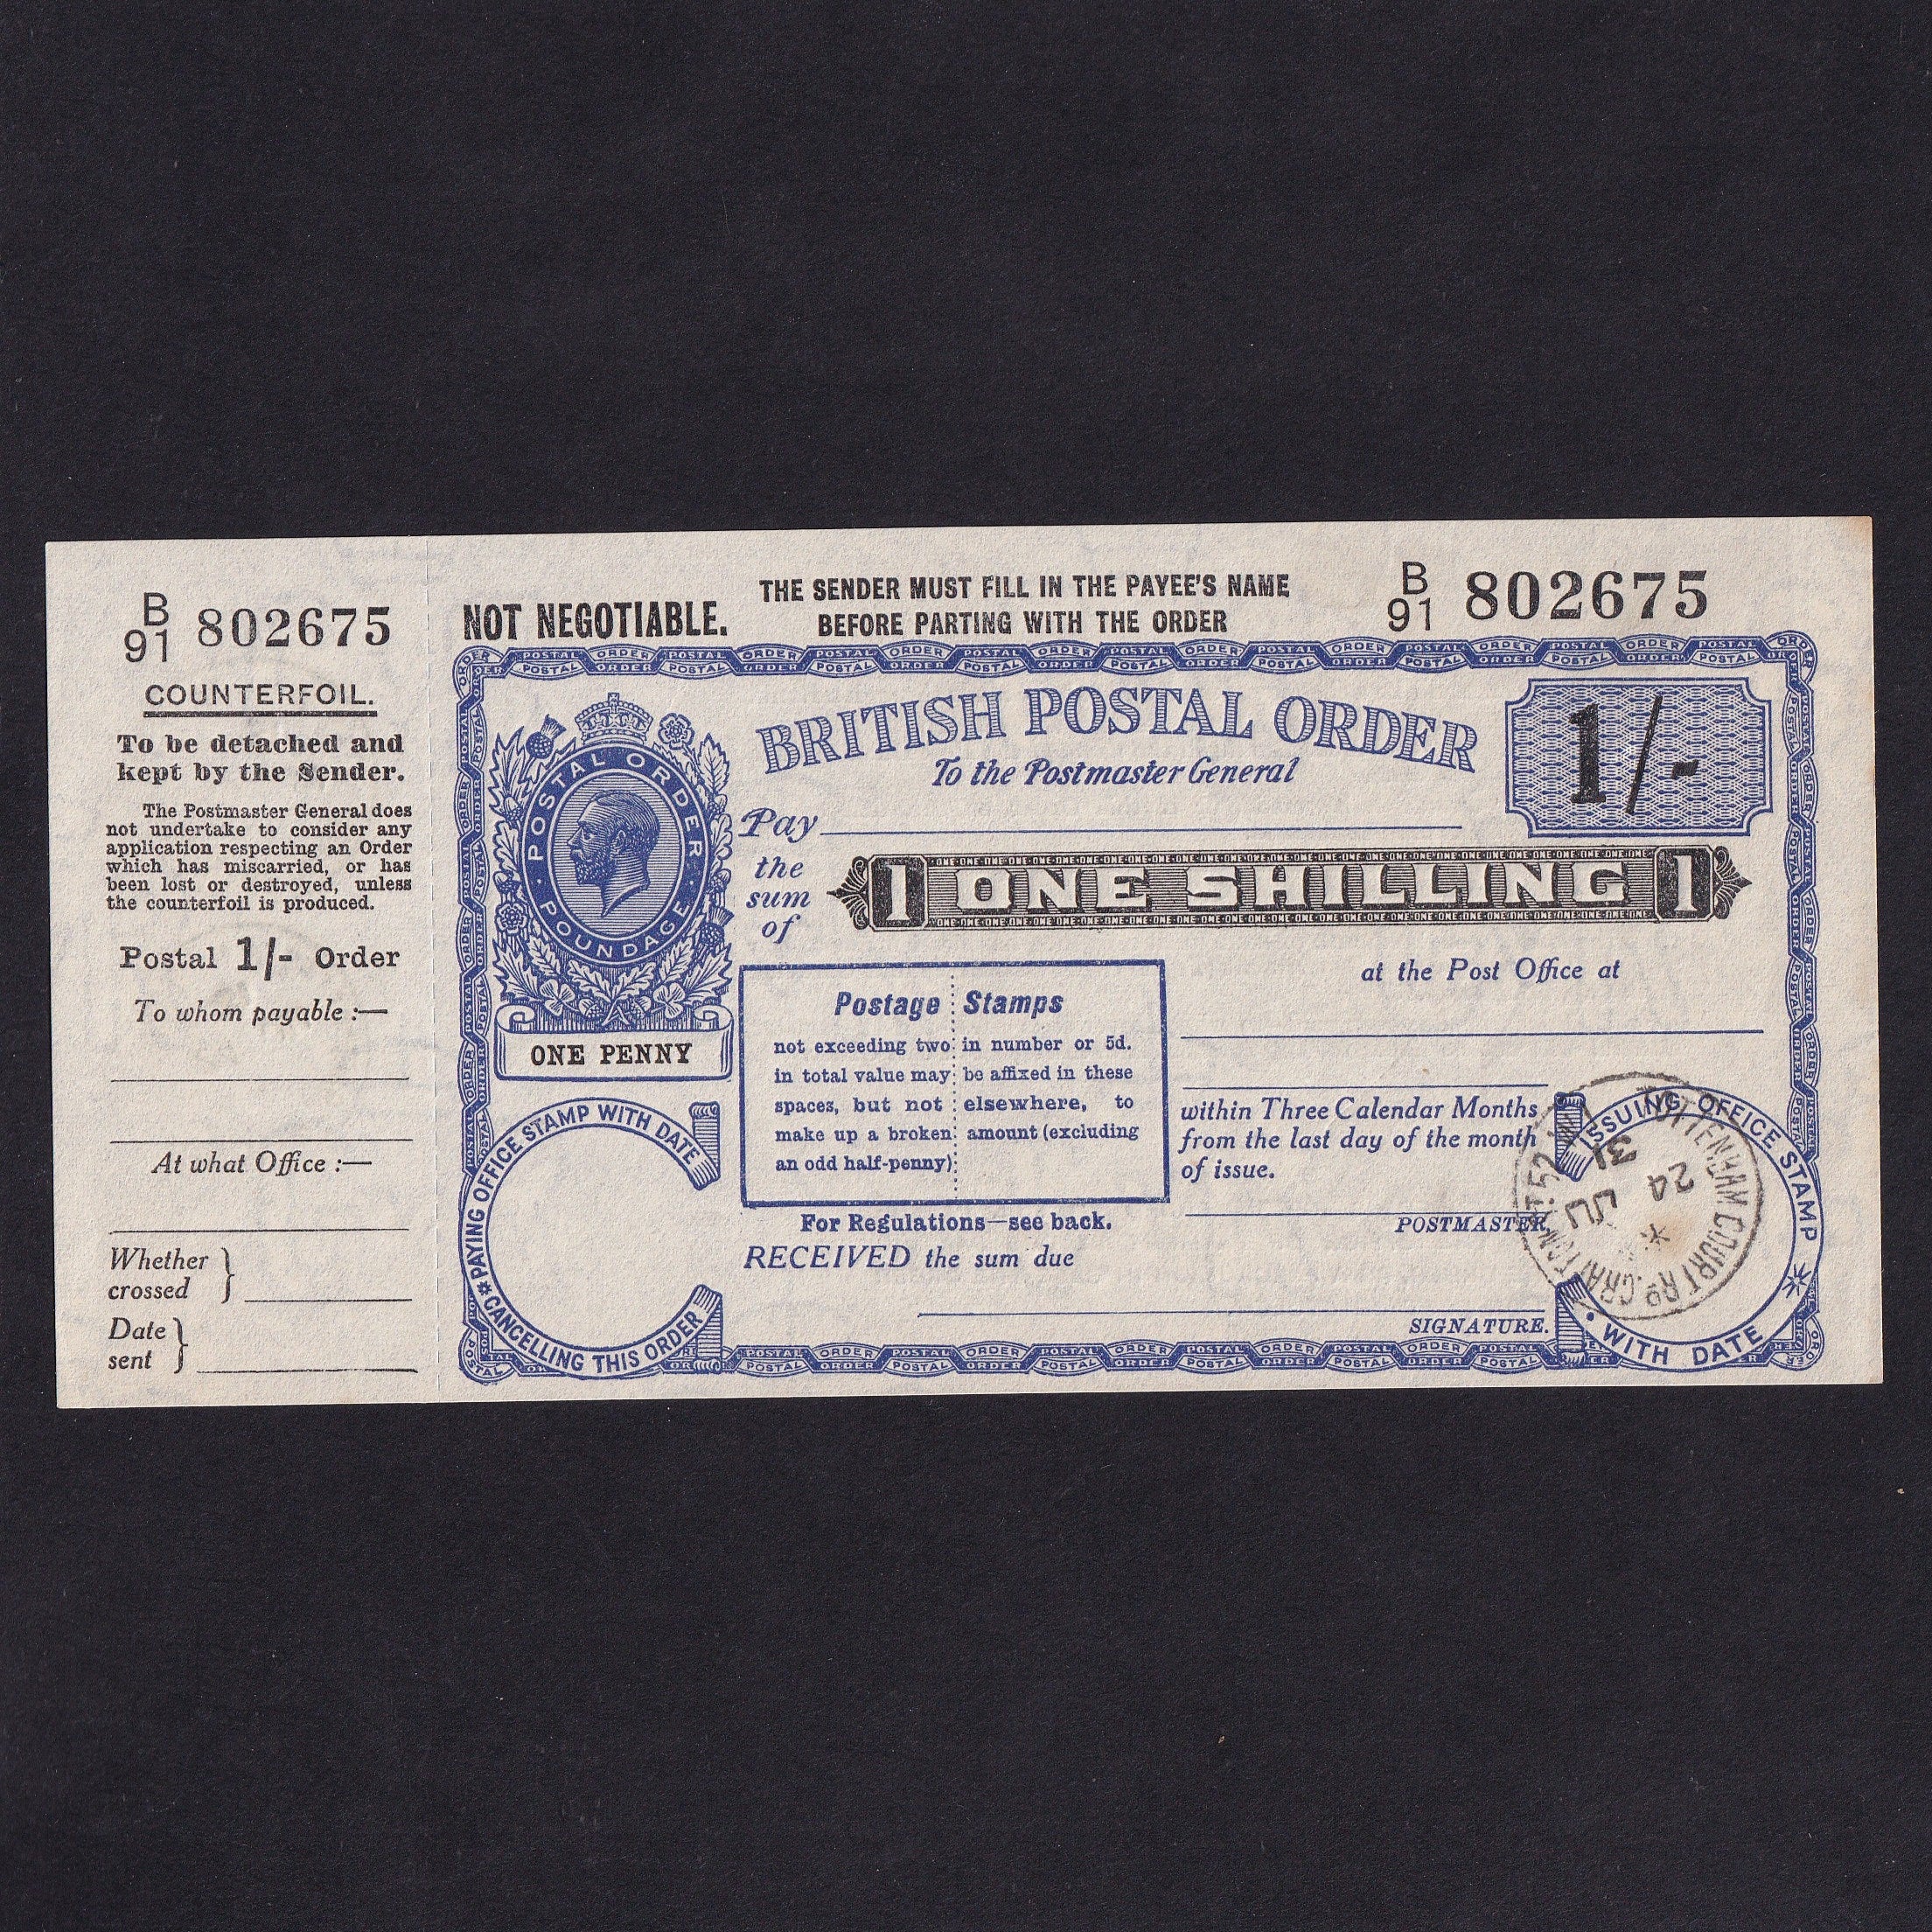 B
91 802675
COUNTERFOIL.
To be detached and
kept by the Sender.
The Postmaster General does
not undertake to consider any
application respecting an Order
which has miscarried, or has
been lost or destroyed, unless
the counterfoil is produced.
Postal 1/- Order
To whom payable :—
At what Office :—
Whether
crossed
Date
sent
NOT NEGOTIABLE.
THE SENDER MUST FILL IN THE PAYEE'S NAME
BEFORE PARTING WITH THE ORDER
B
91 802675
BRITISH POSTAL ORDER
To the Postmaster General
1/-
POSTAL ORDER
POUNDAGE
ONE PENNY
Pay
the
sum
of
1 ONE SHILLING 1
at the Post Office at
Postage Stamps
not exceeding two in number or 5d.
in total value may be affixed in these
spaces, but not elsewhere, to
make up a broken amount (excluding
an odd half-penny).
within Three Calendar Months
from the last day of the month
of issue.
POSTMASTER.
For Regulations—see back.
RECEIVED the sum due
SIGNATURE.
PAYING OFFICE STAMP WITH DATE
CANCELLING THIS ORDER
ISSUING OFFICE STAMP
WITH DATE
TOTTENHAM COURT RD.
24 JU
31